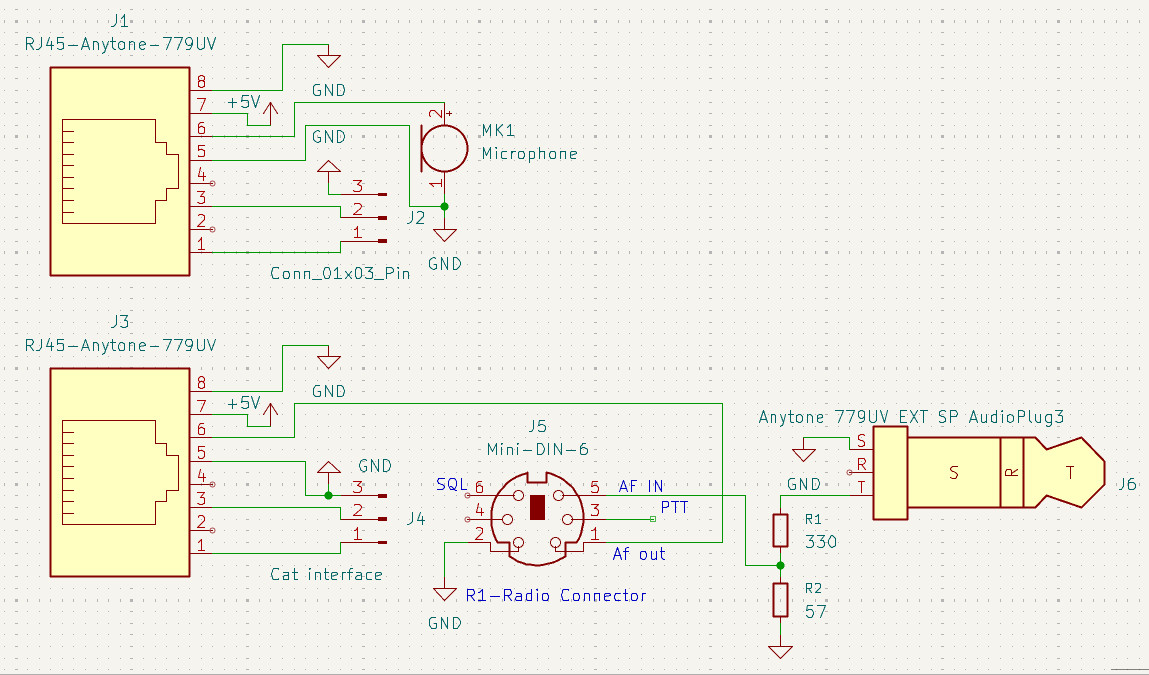 J1
RJ45-Anytone-779UV
8
7
6
5
4
3
2
1
+5V
GND
GND
3
2
1
J2
Conn_01x03_Pin
2
+
1
MK1
Microphone
GND
J3
RJ45-Anytone-779UV
8
7
6
5
4
3
2
1
+5V
GND
GND
3
2
1
J4
Cat interface
J5
Mini-DIN-6
SQL
6
4
2
5
3
1
AF IN
PTT
Af out
R1-Radio Connector
GND
Anytone 779UV EXT SP AudioPlug3
S
R
T
S
R
T
J6
GND
R1
330
R2
57